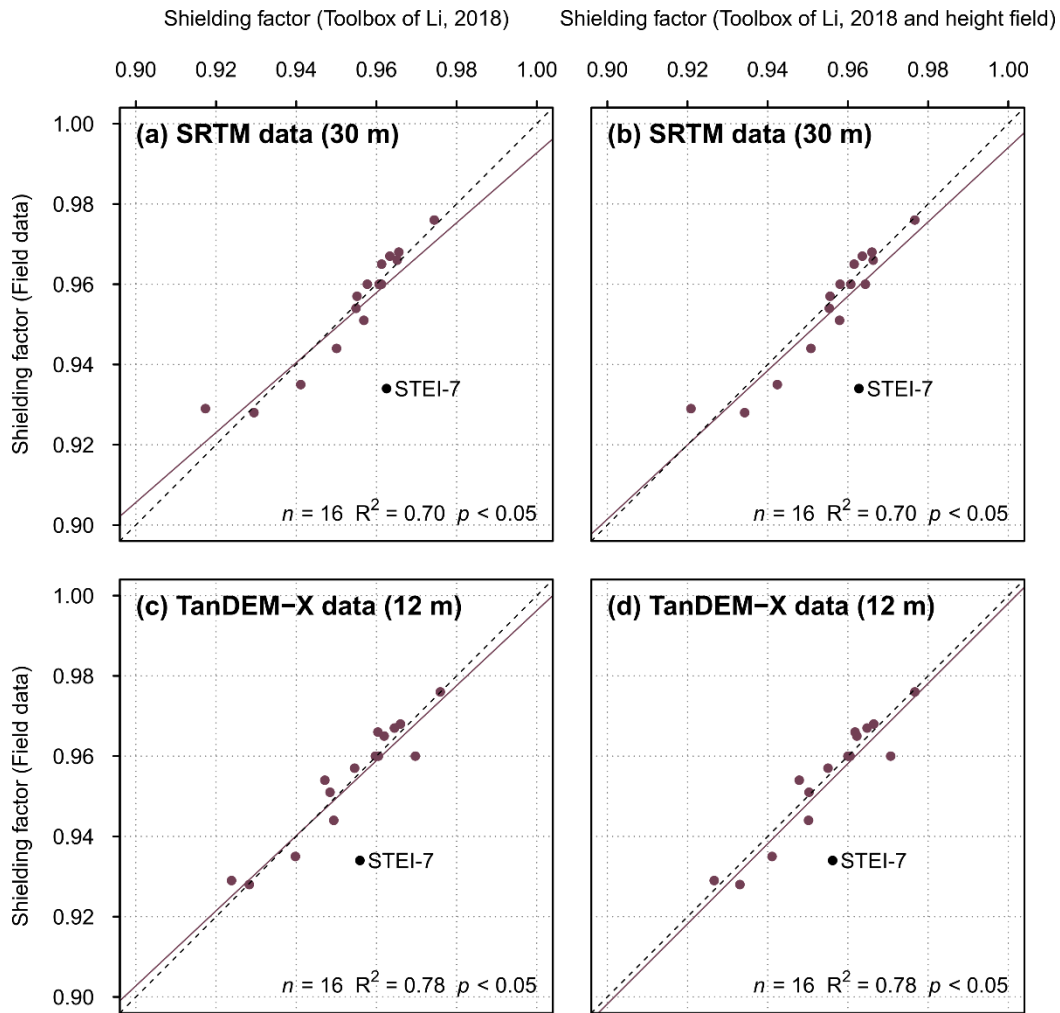 Shielding factor (Toolbox of Li, 2018)
Shielding factor (Toolbox of Li, 2018 and height field)
0.90 0.92 0.94 0.96 0.98 1.00
0.90 0.92 0.94 0.96 0.98 1.00
Shielding factor (Field data)
1.00
0.98
0.96
0.94
0.92
0.90
(a) SRTM data (30 m)
STEI-7
n = 16 R² = 0.70 p < 0.05
(b) SRTM data (30 m)
STEI-7
n = 16 R² = 0.70 p < 0.05
Shielding factor (Field data)
1.00
0.98
0.96
0.94
0.92
0.90
(c) TanDEM−X data (12 m)
STEI-7
n = 16 R² = 0.78 p < 0.05
(d) TanDEM−X data (12 m)
STEI-7
n = 16 R² = 0.78 p < 0.05